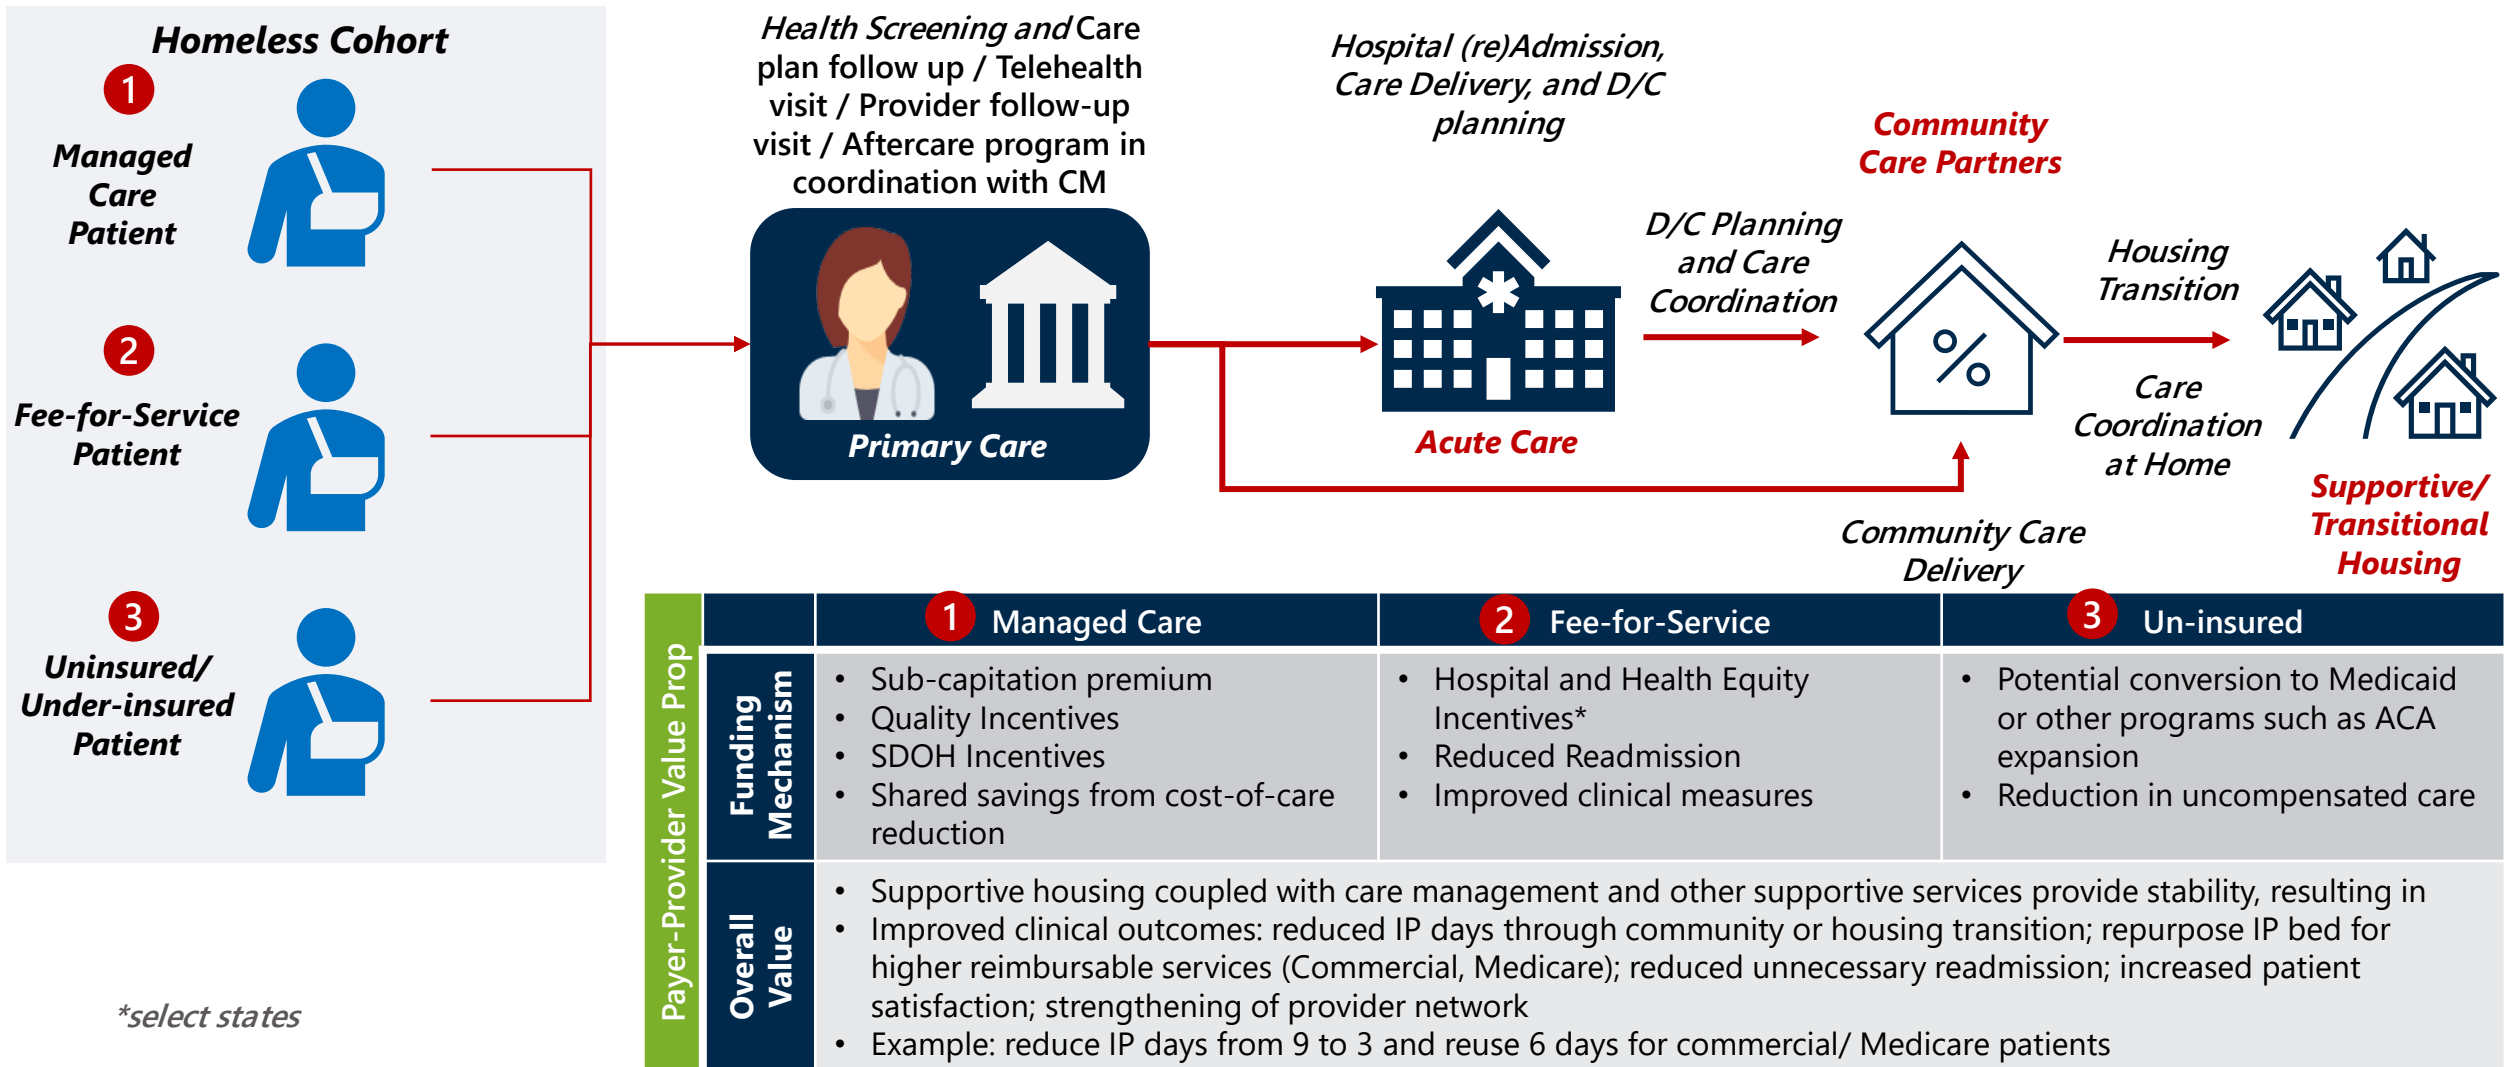 Homeless Cohort
1
Managed
Care
Patient
2
Fee-for-Service
Patient
3
Uninsured/
Under-insured
Patient
*select states
Health Screening and Care
plan follow up / Telehealth
visit / Provider follow-up
visit / Aftercare program in
coordination with CM
Primary Care
Hospital (re)Admission,
Care Delivery, and D/C
planning
Acute Care
D/C Planning
and Care
Coordination
Community
Care Partners
%
Community Care
Delivery
Housing
Transition
Care
Coordination
at Home
Supportive/
Transitional
Housing
Payer-Provider Value Prop
1 Managed Care
2 Fee-for-Service
3 Un-insured
Funding
Mechanism
• Sub-capitation premium
• Quality Incentives
• SDOH Incentives
• Shared savings from cost-of-care
reduction
• Hospital and Health Equity
Incentives*
• Reduced Readmission
• Improved clinical measures
• Potential conversion to Medicaid
or other programs such as ACA
expansion
• Reduction in uncompensated care
Overall
Value
• Supportive housing coupled with care management and other supportive services provide stability, resulting in
• Improved clinical outcomes: reduced IP days through community or housing transition; repurpose IP bed for
higher reimbursable services (Commercial, Medicare); reduced unnecessary readmission; increased patient
satisfaction; strengthening of provider network
• Example: reduce IP days from 9 to 3 and reuse 6 days for commercial/ Medicare patients